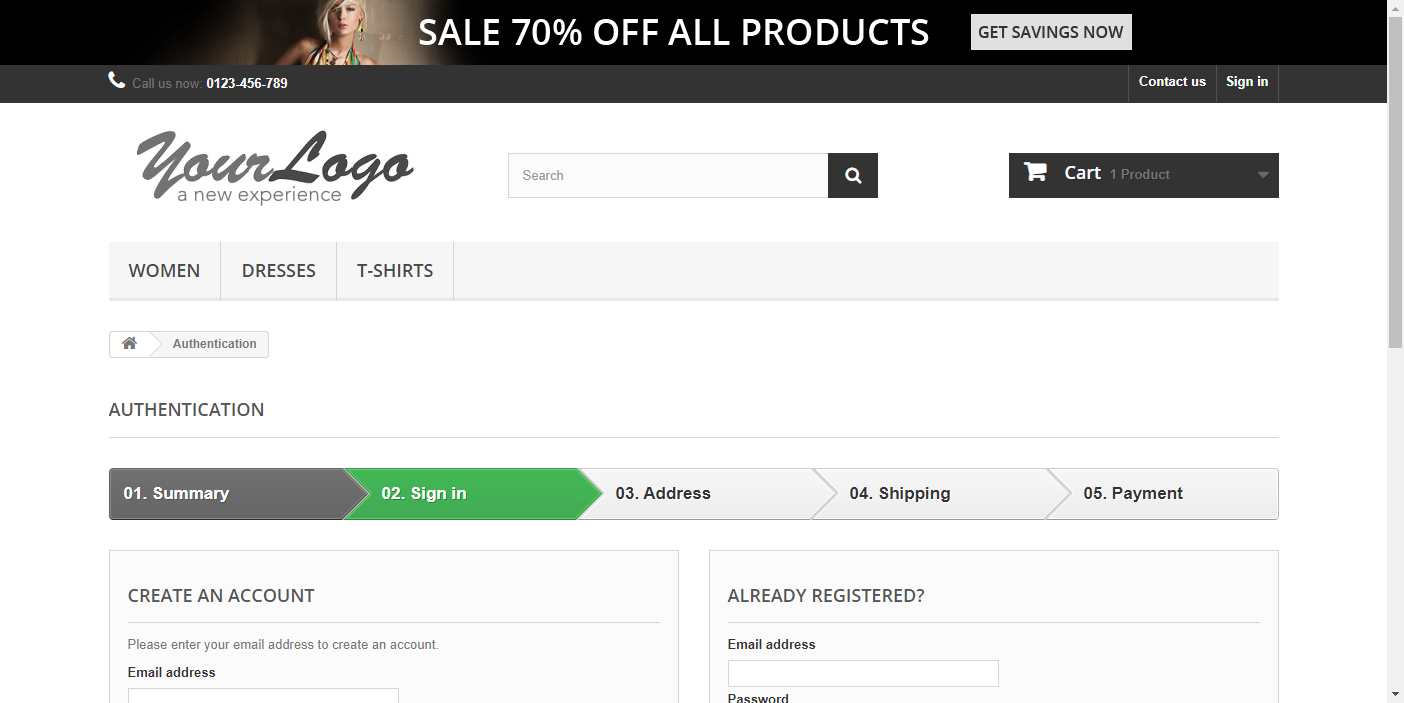 SALE 70% OFF ALL PRODUCTS GET SAVINGS NOW
Call us now: 0123-456-789 Contact us Sign in
Your Logo
a new experience
Search
Cart 1 Product
WOMEN DRESSES T-SHIRTS
Authentication
AUTHENTICATION
01. Summary 02. Sign in 03. Address 04. Shipping 05. Payment
CREATE AN ACCOUNT
Please enter your email address to create an account.
Email address
ALREADY REGISTERED?
Email address
Password